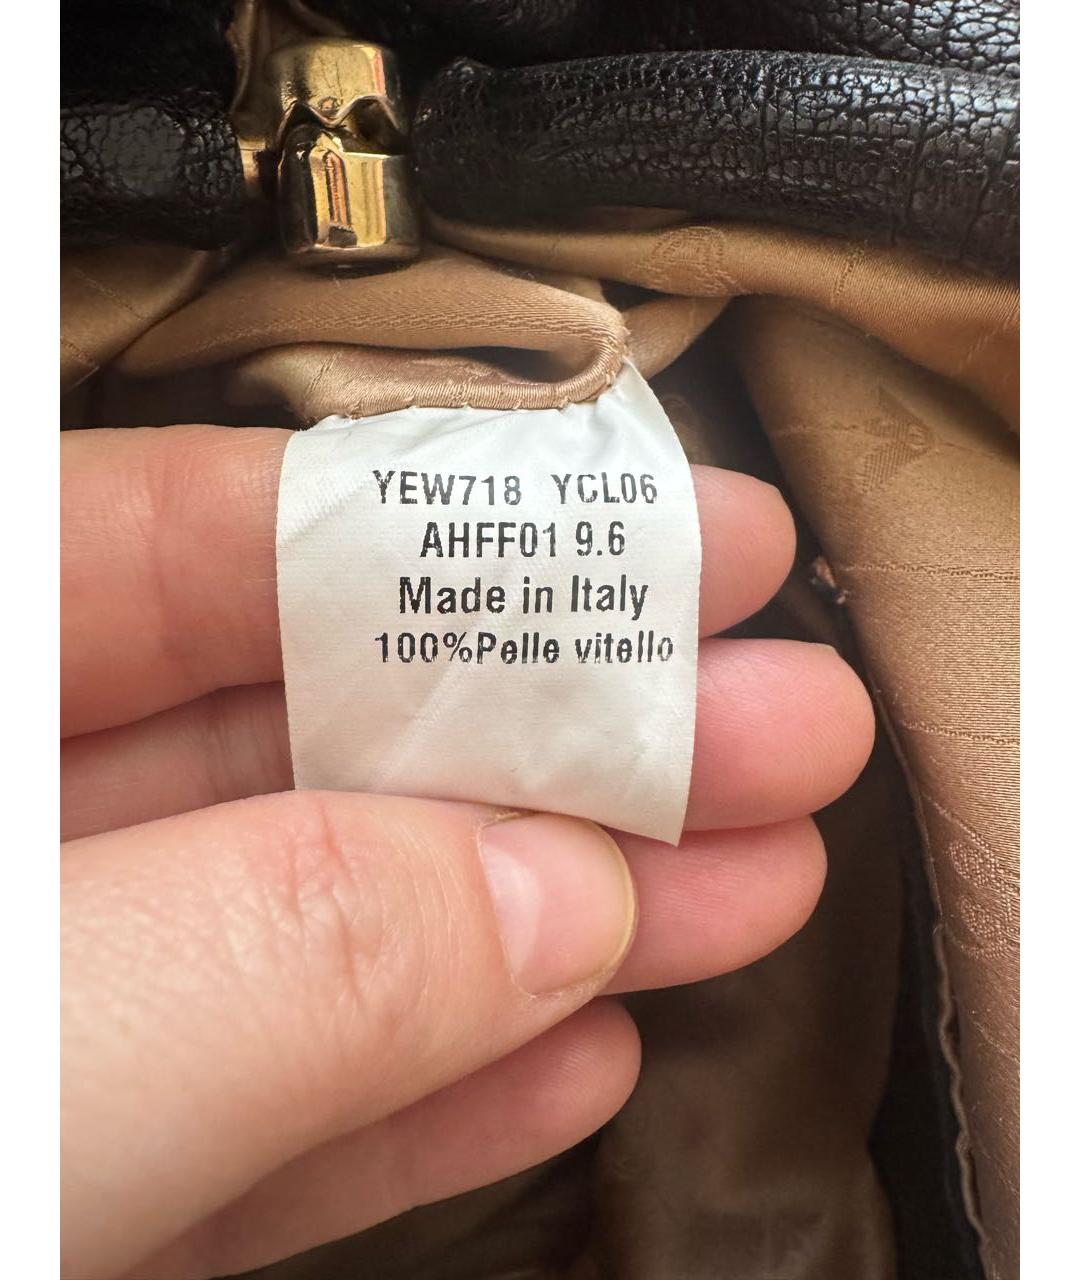 YEW718 YCL06
AHFF01 9.6
Made in Italy
100%Pelle vitello